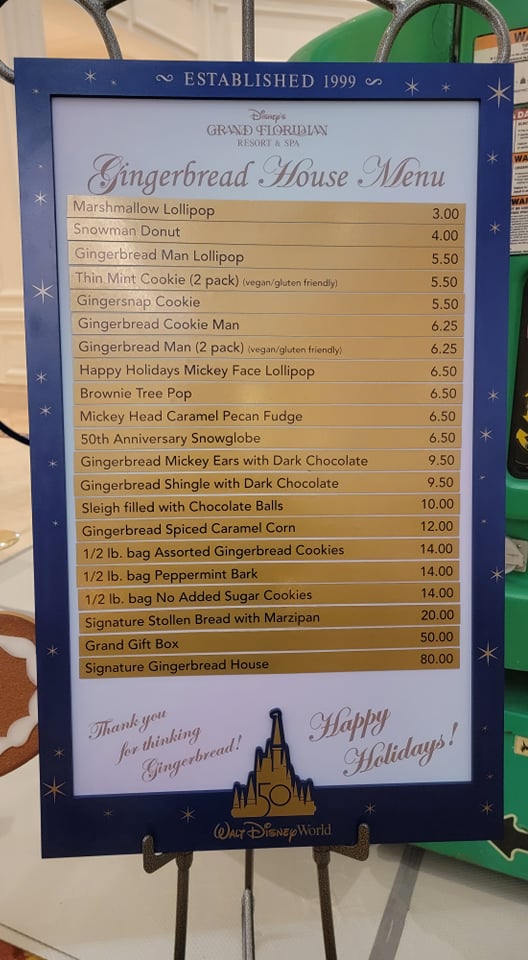 ~ ESTABLISHED 1999 ~
Disney's
GRAND FLORIDIAN
RESORT & SPA
Gingerbread House Menu
Marshmallow Lollipop 3.00
Snowman Donut 4.00
Gingerbread Man Lollipop 5.50
Thin Mint Cookie (2 pack) (vegan/gluten friendly) 5.50
Gingersnap Cookie 5.50
Gingerbread Cookie Man 6.25
Gingerbread Man (2 pack) (vegan/gluten friendly) 6.25
Happy Holidays Mickey Face Lollipop 6.50
Brownie Tree Pop 6.50
Mickey Head Caramel Pecan Fudge 6.50
50th Anniversary Snowglobe 6.50
Gingerbread Mickey Ears with Dark Chocolate 9.50
Gingerbread Shingle with Dark Chocolate 9.50
Sleigh filled with Chocolate Balls 10.00
Gingerbread Spiced Caramel Corn 12.00
1/2 lb. bag Assorted Gingerbread Cookies 14.00
1/2 lb. bag Peppermint Bark 14.00
1/2 lb. bag No Added Sugar Cookies 14.00
Signature Stollen Bread with Marzipan 20.00
Grand Gift Box 50.00
Signature Gingerbread House 80.00
Thank you
for thinking
Gingerbread!
Happy
Holidays!
50
WALT DISNEY World